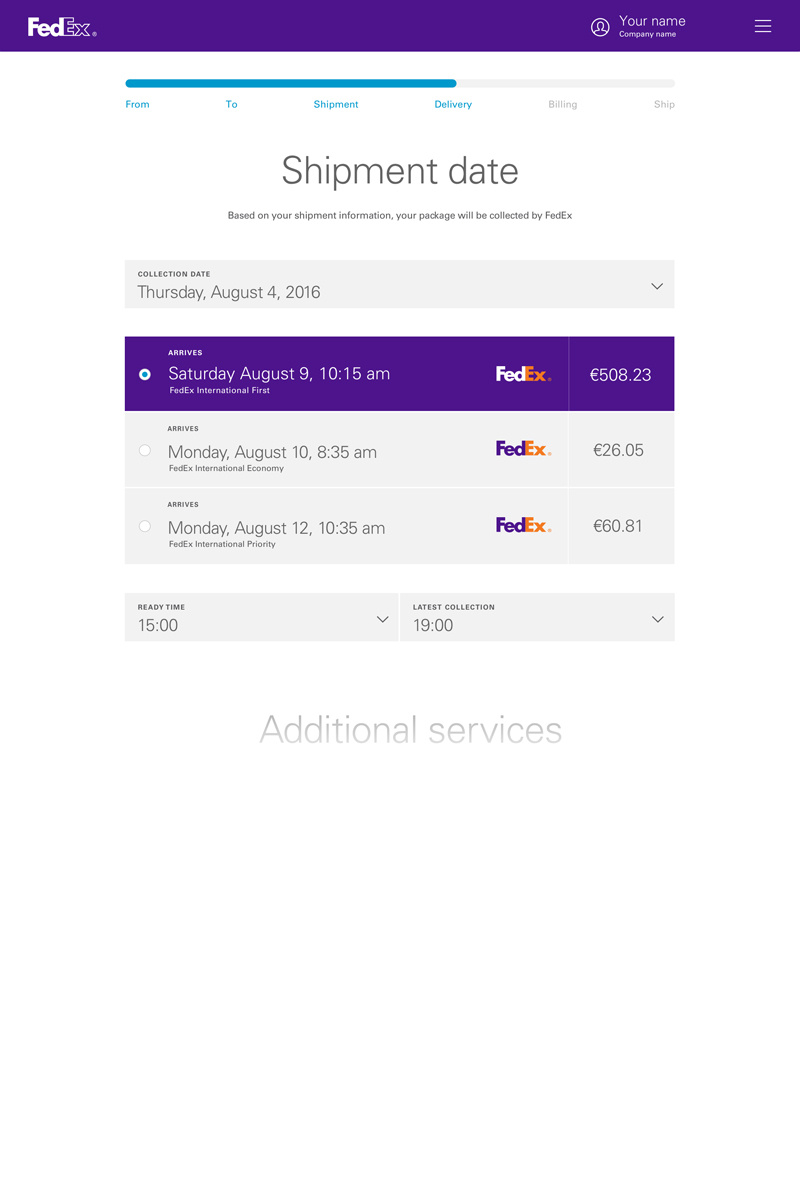 FedEx®
Your name
Company name
From To Shipment Delivery Billing Ship
Shipment date
Based on your shipment information, your package will be collected by FedEx
COLLECTION DATE
Thursday, August 4, 2016
ARRIVES
Saturday August 9, 10:15 am
FedEx International First
FedEx®
€508.23
ARRIVES
Monday, August 10, 8:35 am
FedEx International Economy
FedEx®
€26.05
ARRIVES
Monday, August 12, 10:35 am
FedEx International Priority
FedEx®
€60.81
READY TIME
15:00
LATEST COLLECTION
19:00
Additional services